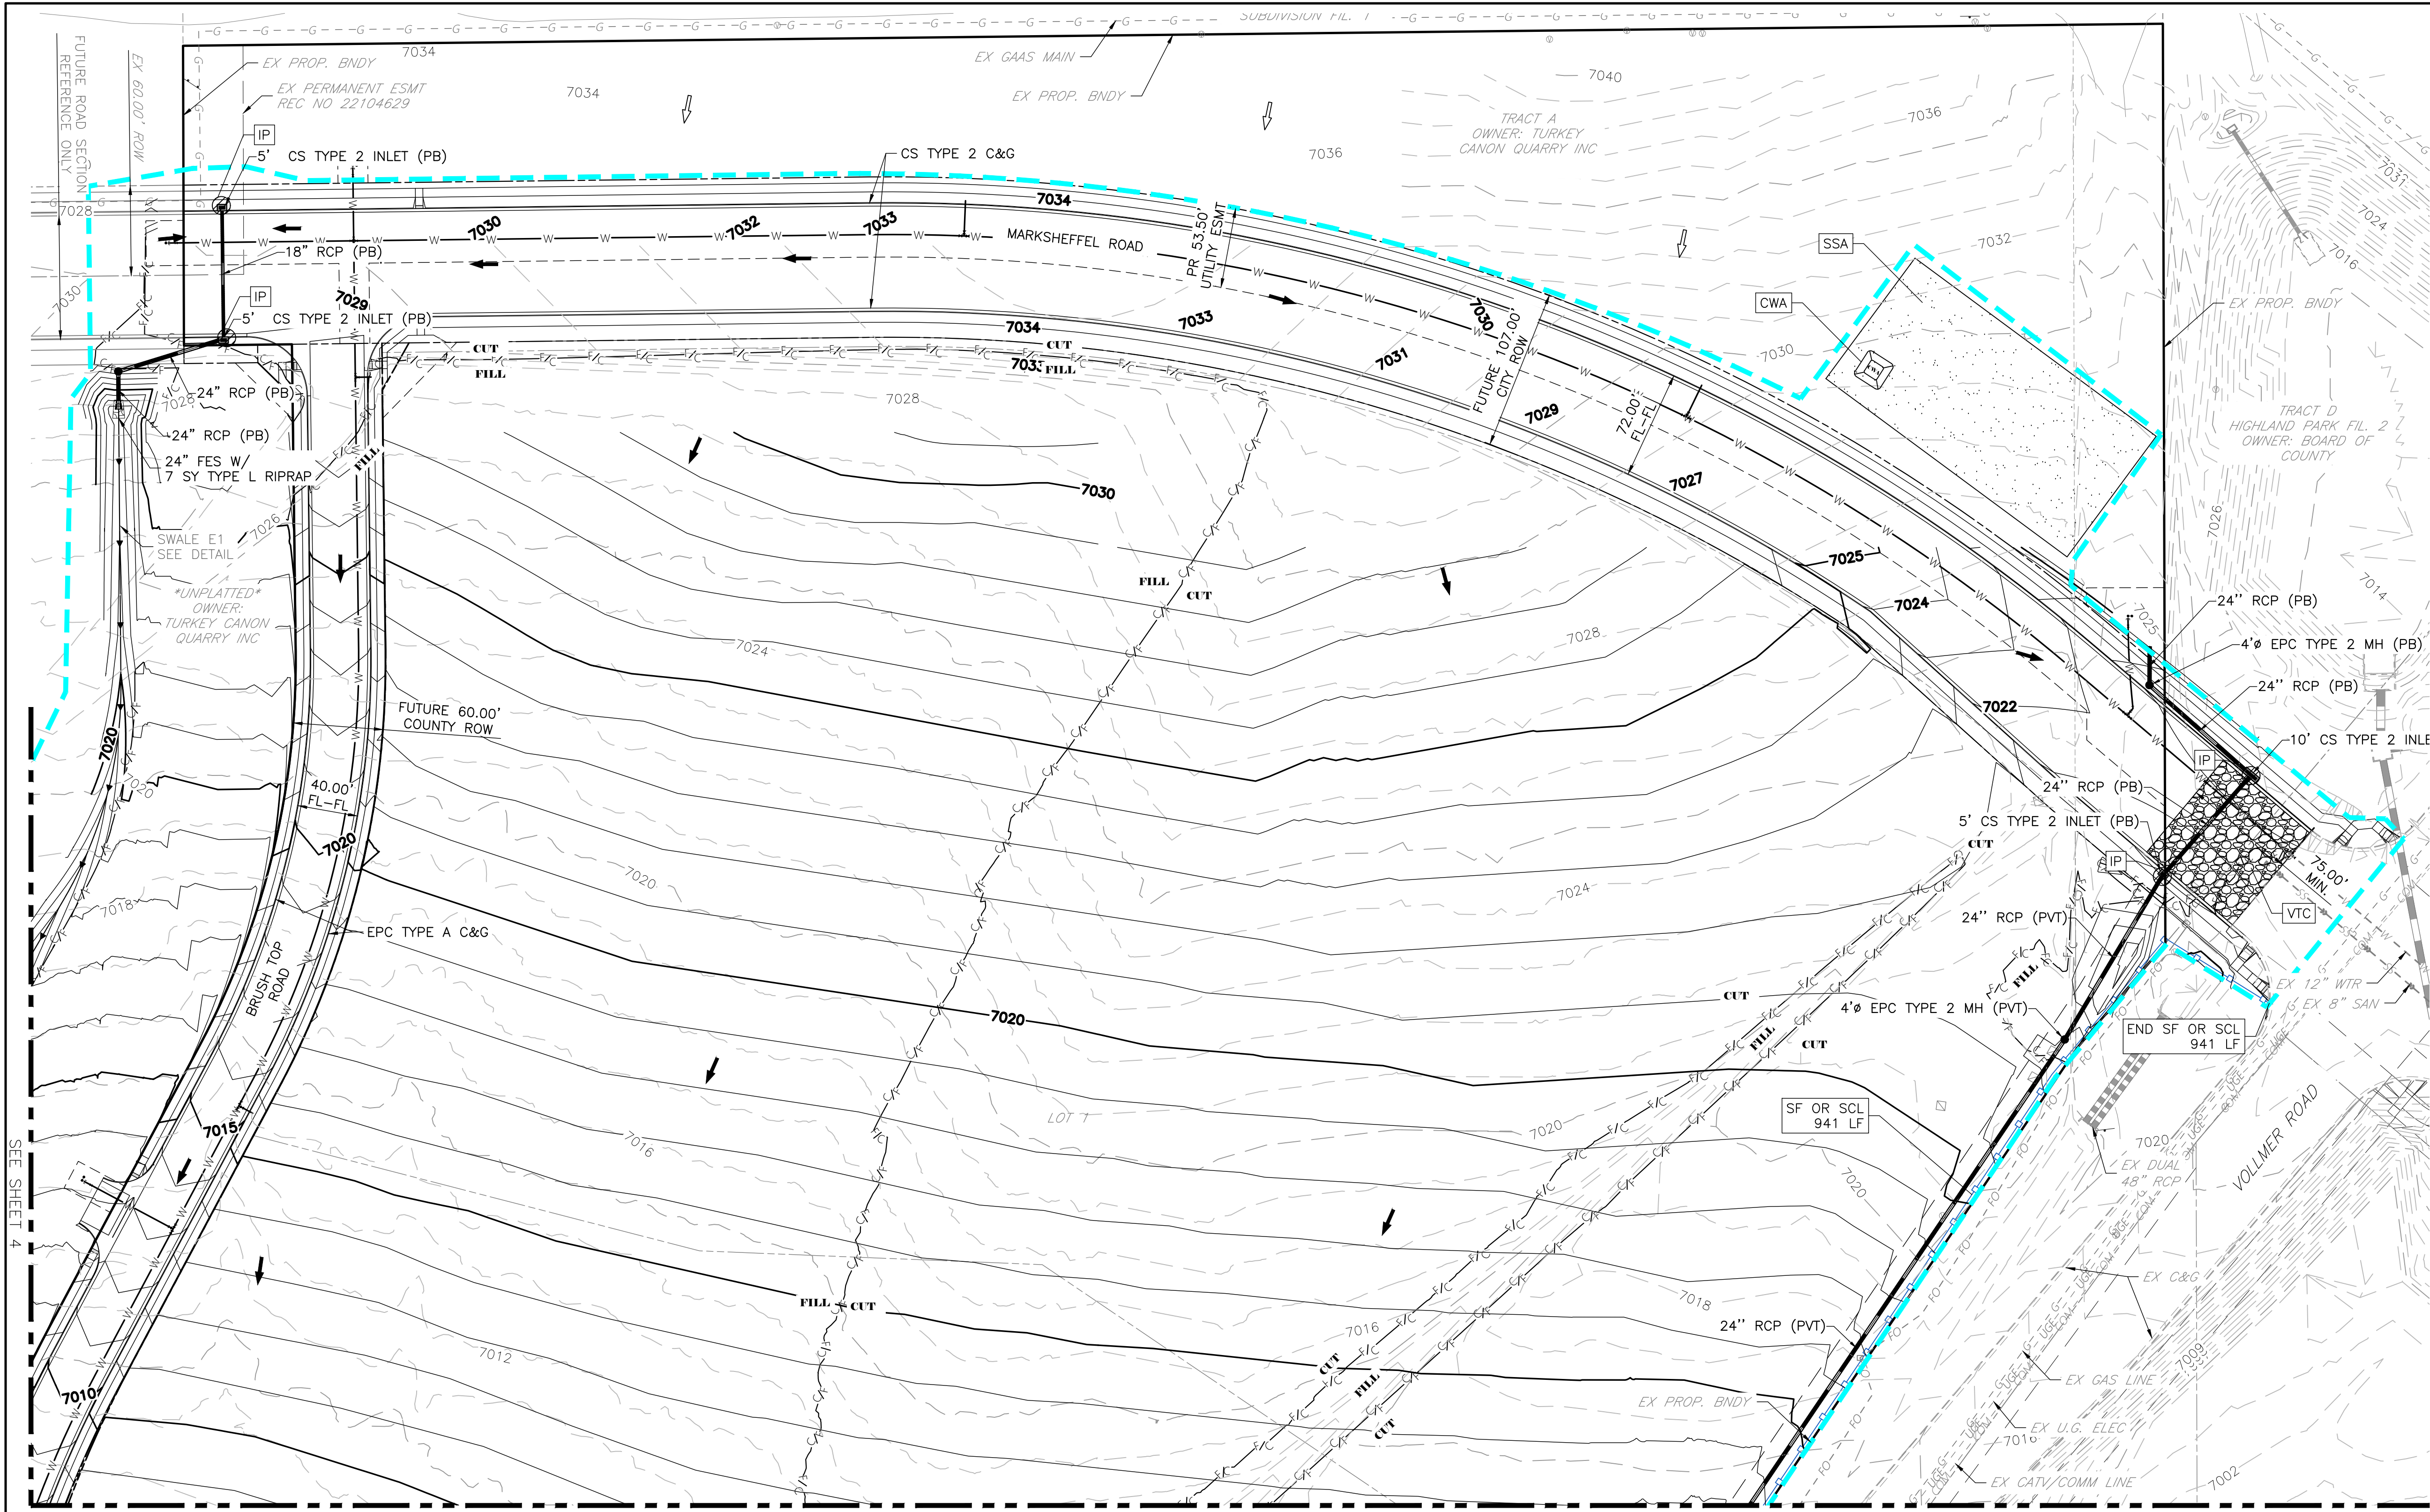 SUBDIVISION FIL. 1
7034
EX PROP. BNDY
EX PERMANENT ESMT
REC NO 22104629
EX GAAS MAIN
EX PROP. BNDY
7034
7040
TRACT A
OWNER: TURKEY
CANON QUARRY INC
7036
7036
FUTURE ROAD SECTION
REFERENCE ONLY
EX 60.00' ROW
IP
5' CS TYPE 2 INLET (PB)
CS TYPE 2 C&G
7031
7024
7016
7028
7030
7032
7033
7034
MARKSHEFFEL ROAD
PR 53.50'
UTILITY ESMT
SSA
7032
18" RCP (PB)
7030
IP
7029
5' CS TYPE 2 INLET (PB)
CWA
EX PROP. BNDY
7034
7033
7030
7031
FUTURE 107.00'
CITY ROW
7030
CUT
FILL
CUT
FILL
24" RCP (PB)
7028
7028
7029
72.00'
FL-FL
TRACT D
HIGHLAND PARK FIL. 2
OWNER: BOARD OF
COUNTY
24" RCP (PB)
24" FES W/
7 SY TYPE L RIPRAP
FILL
7030
7027
7026
7026
SWALE E1
SEE DETAIL
*UNPLATTED*
OWNER:
TURKEY CANON
QUARRY INC
FILL
CUT
7025
7024
7014
24'' RCP (PB)
7025
4'ø EPC TYPE 2 MH (PB)
7024
7028
24'' RCP (PB)
7022
FUTURE 60.00'
COUNTY ROW
7020
7020
10' CS TYPE 2 INLE
IP
24'' RCP (PB)
40.00'
FL-FL
7020
5' CS TYPE 2 INLET (PB)
CUT
IP
75.00'
MIN.
7020
7024
7018
24'' RCP (PVT)
VTC
EPC TYPE A C&G
BRUSH TOP
ROAD
FILL
EX 12" WTR
EX 8" SAN
CUT
4'ø EPC TYPE 2 MH (PVT)
7020
FILL
CUT
END SF OR SCL
941 LF
LOT 1
SF OR SCL
941 LF
7015
7016
7020
7020
7020
EX DUAL
48" RCP
VOLLMER ROAD
SEE SHEET 4
EX C&G
FILL
CUT
7018
7016
24'' RCP (PVT)
7012
CUT
FILL
7009
EX GAS LINE
7010
EX PROP. BNDY
CUT
EX U.G. ELEC
EX CATV/COMM LINE
7002